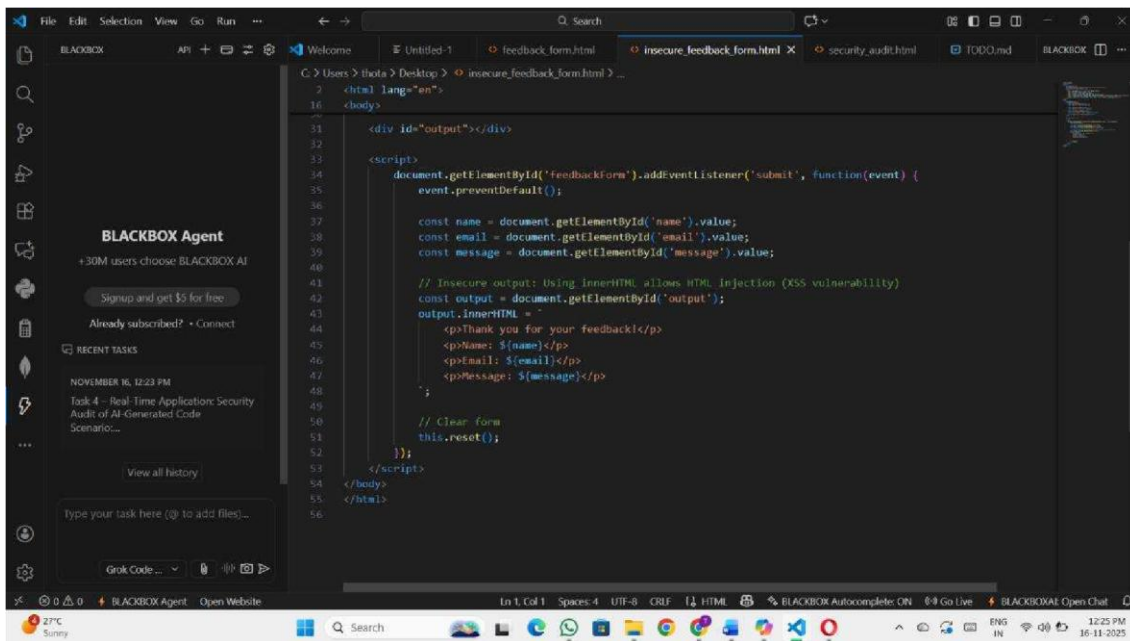 File Edit Selection View Go Run ...
Search
BLACKBOX
API
Welcome
Untitled-1
feedback_form.html
insecure_feedback_form.html
security_audit.html
TODO.md
BLACKBOX
C: > Users > thota > Desktop > insecure_feedback_form.html > ...
2 <html lang="en">
16 <body>
31 <div id="output"></div>
32
33 <script>
34 document.getElementById('feedbackForm').addEventListener('submit', function(event) {
35 event.preventDefault();
36
37 const name = document.getElementById('name').value;
38 const email = document.getElementById('email').value;
39 const message = document.getElementById('message').value;
40
41 // Insecure output: Using innerHTML allows HTML injection (XSS vulnerability)
42 const output = document.getElementById('output');
43 output.innerHTML = `
44 <p>Thank you for your feedback!</p>
45 <p>Name: ${name}</p>
46 <p>Email: ${email}</p>
47 <p>Message: ${message}</p>
48 `;
49
50 // Clear form
51 this.reset();
52 });
53 </script>
54 </body>
55 </html>
56
BLACKBOX Agent
+30M users choose BLACKBOX AI
Signup and get $5 for free
Already subscribed? • Connect
RECENT TASKS
NOVEMBER 16, 12:23 PM
Task 4 – Real-Time Application: Security
Audit of AI-Generated Code
Scenario:...
View all history
Type your task here (@ to add files)...
Grok Code ...
0 0 BLACKBOX Agent Open Website
Ln 1, Col 1 Spaces: 4 UTF-8 CRLF HTML BLACKBOX Autocomplete: ON Go Live BLACKBOXAI: Open Chat
27°C
Sunny
Search
ENG
IN
12:25 PM
16-11-2025